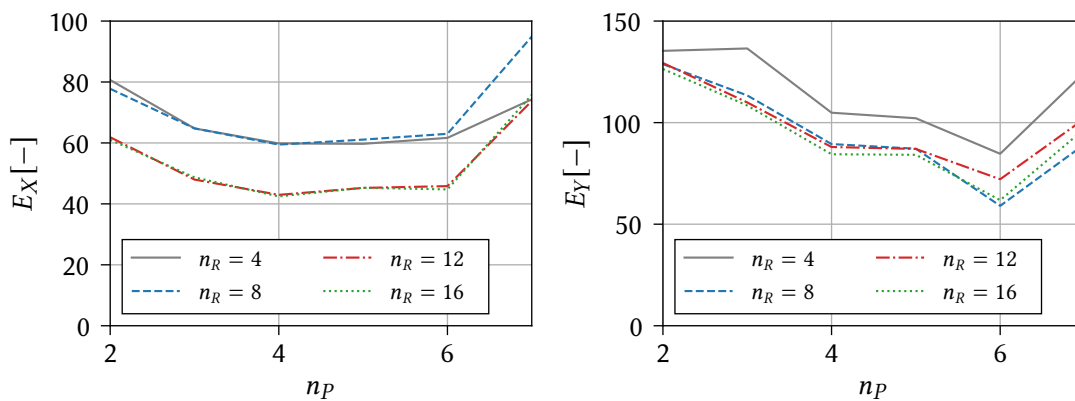 100
80
60
40
20
0
E_X[−]
2
4
6
n_P
n_R = 4
n_R = 8
n_R = 12
n_R = 16
150
100
50
0
E_Y[−]
2
4
6
n_P
n_R = 4
n_R = 8
n_R = 12
n_R = 16